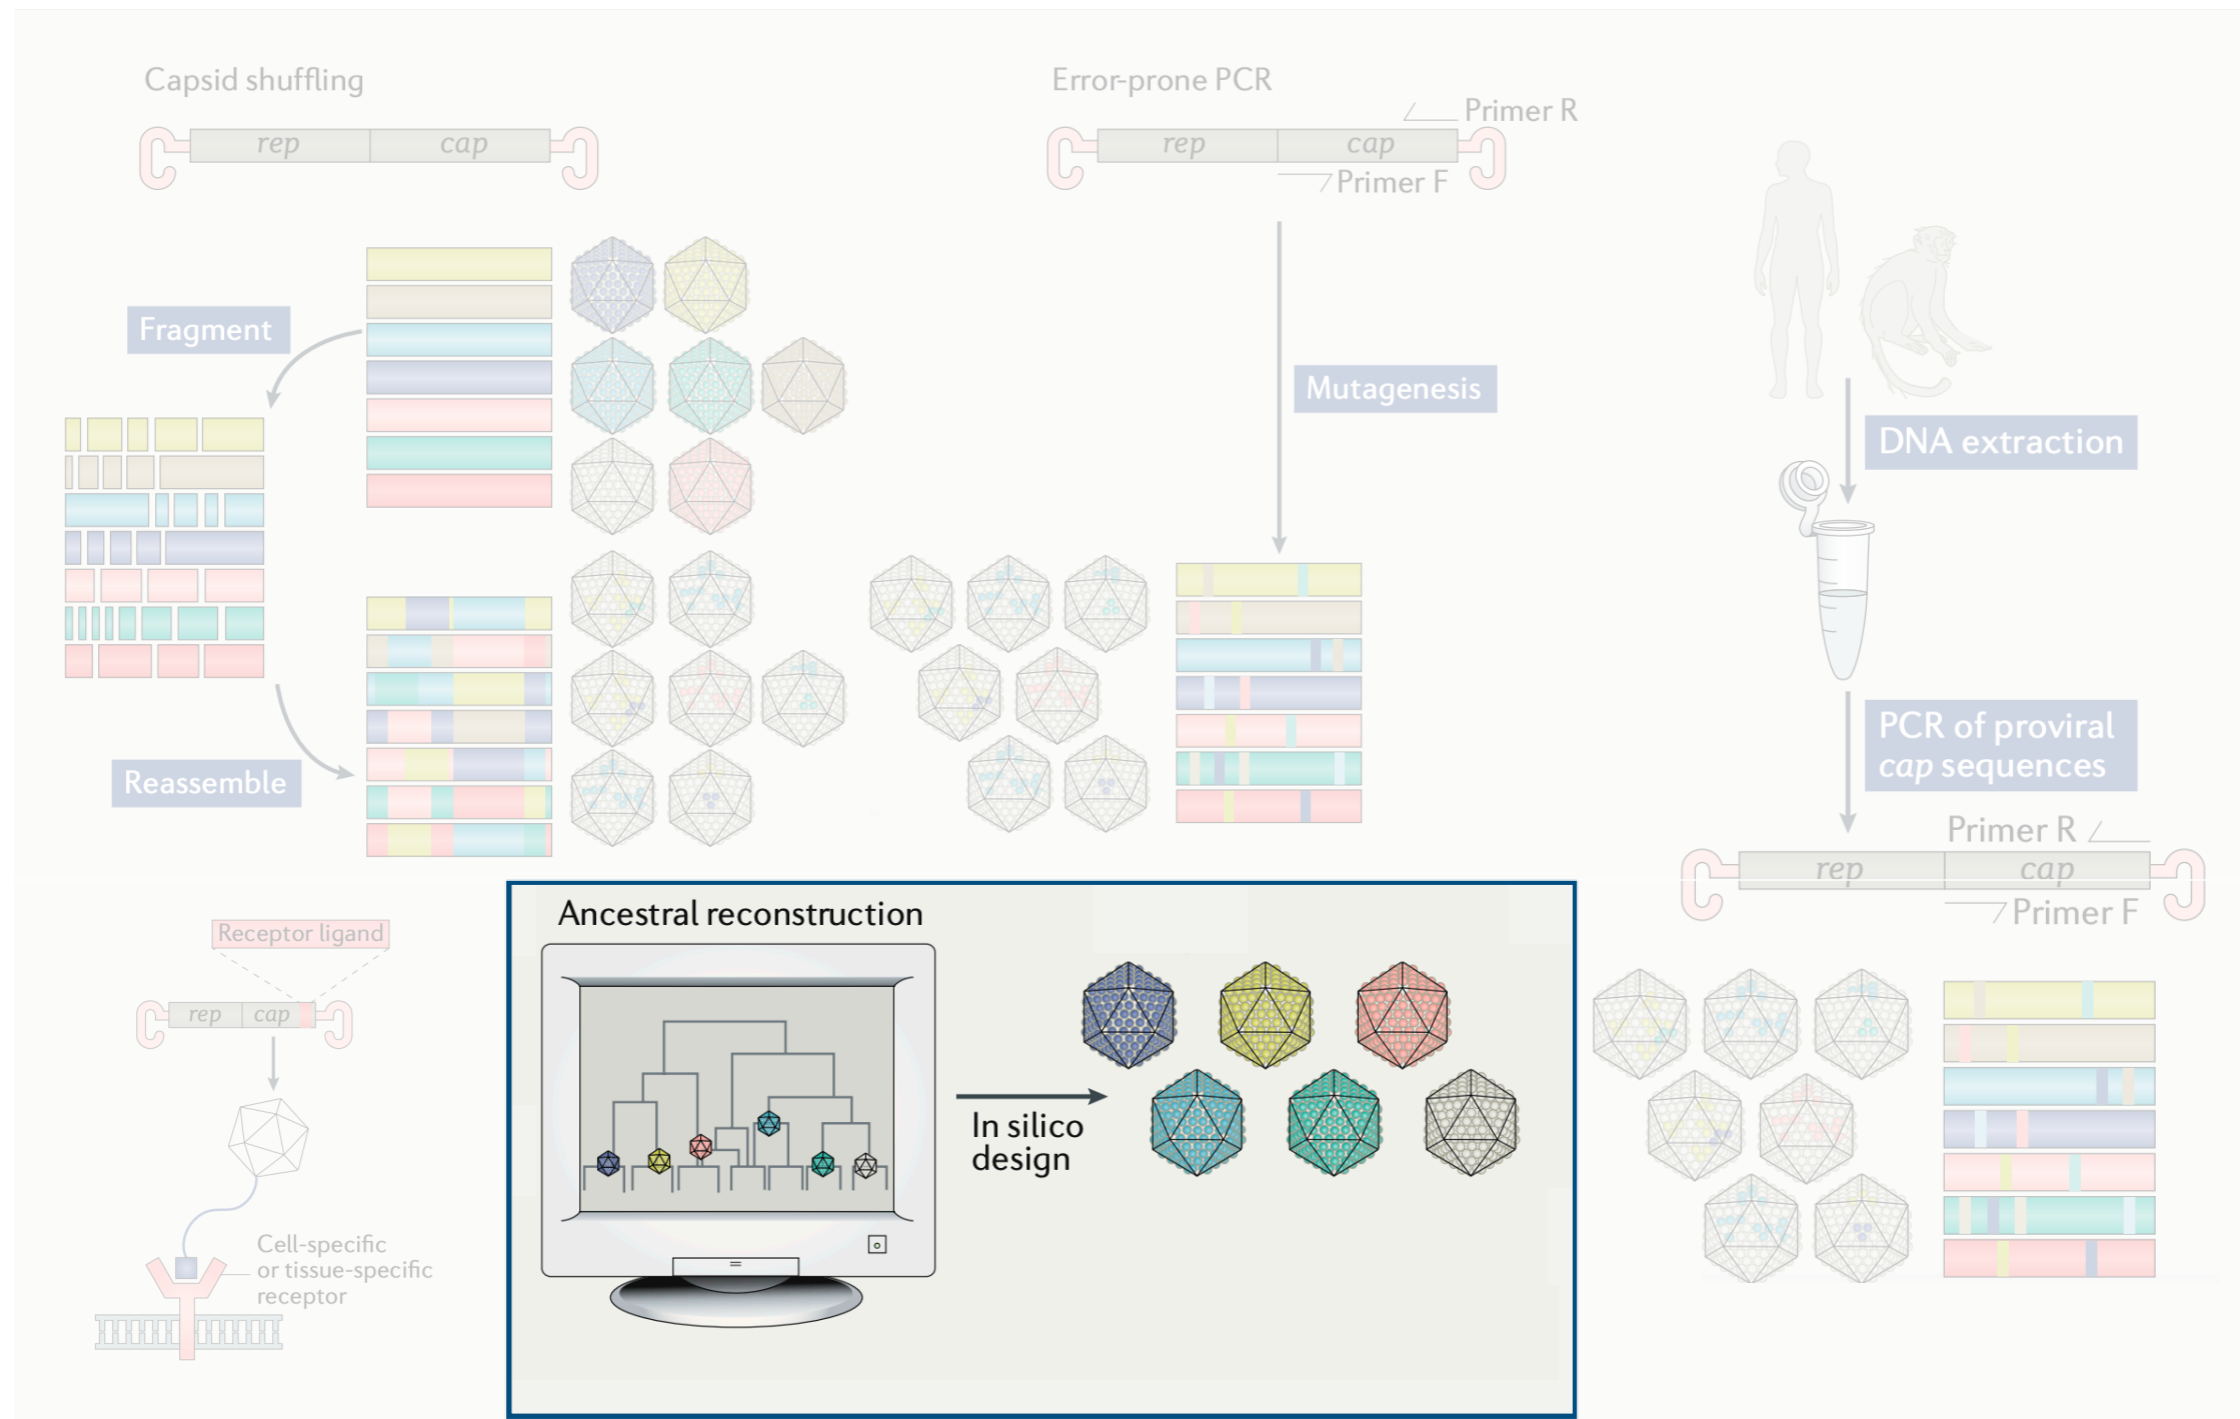 Capsid shuffling
rep cap
Fragment
Reassemble
Error-prone PCR
Primer R
rep cap
Primer F
Mutagenesis
DNA extraction
PCR of proviral
cap sequences
Primer R
rep cap
Primer F
Receptor ligand
rep cap
Cell-specific
or tissue-specific
receptor
Ancestral reconstruction
In silico
design